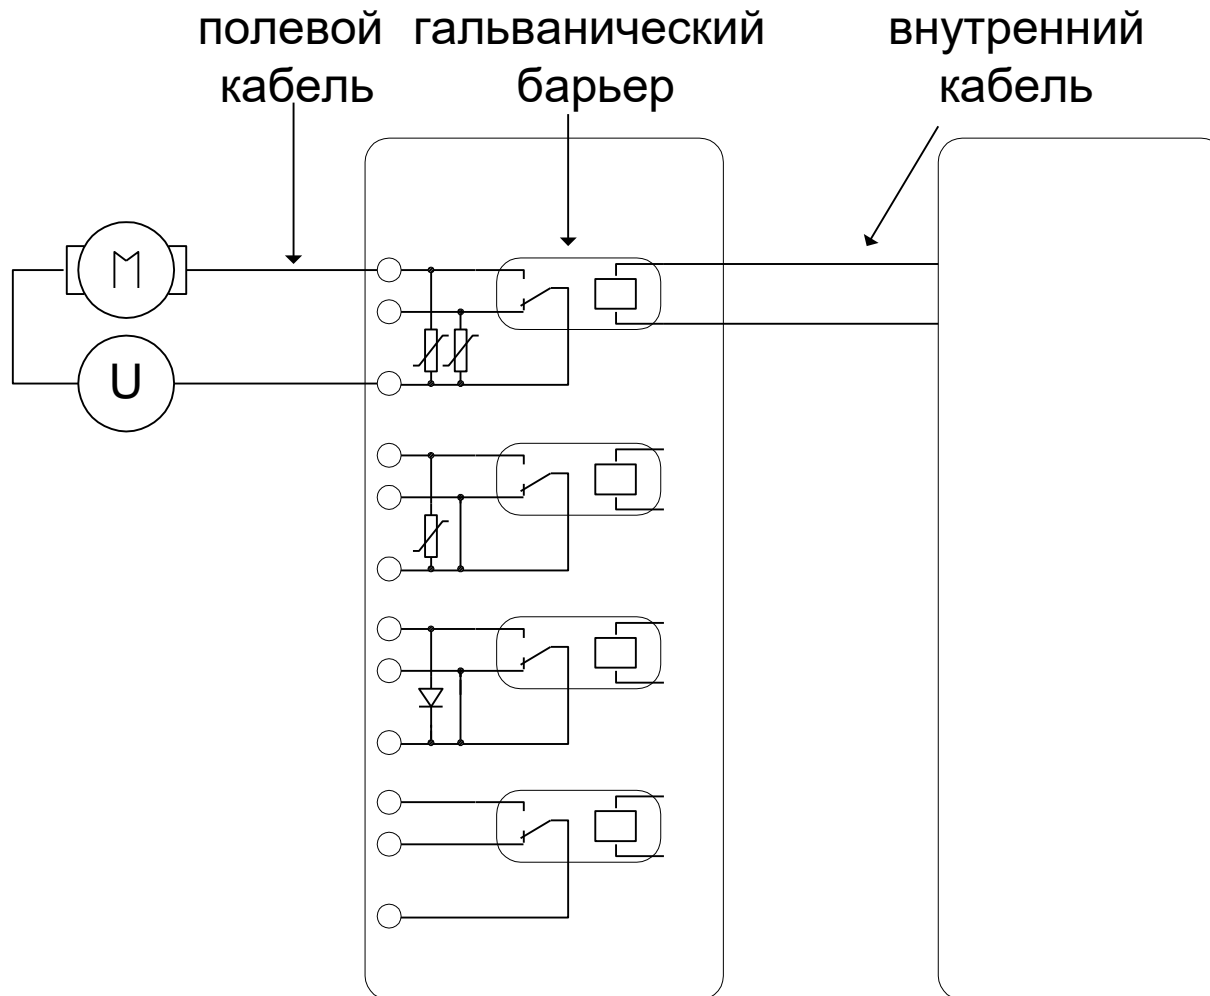 полевой
кабель
гальванический
барьер
внутренний
кабель
M
U